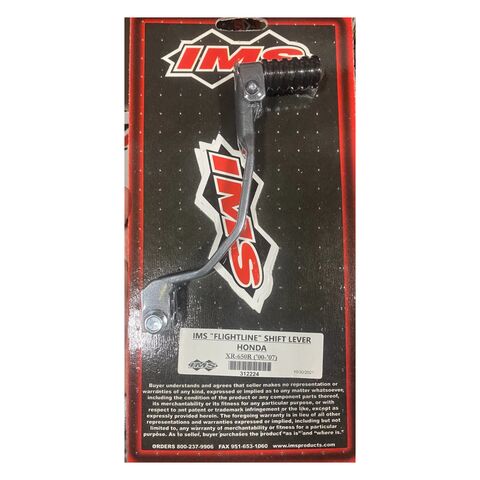 IMS
IMS
IMS "FLIGHTLINE" SHIFT LEVER
HONDA
XR-650R ('00-'07)
IMS
312224
10/30/2021
Buyer understands and agrees that seller makes no representation or
warranties of any kind, expressed or implied as to any matter whatsoever,
including the condition of the product or any component parts thereof,
its merchantability or its fitness for any particular purpose, or with
respect to ant patent or trademark infringement or the like, except as
expressly provided herein. The foregoing warranty is in lieu of all other
representations and warranties expressed or implied, including but not
limited to, any warranty of merchantability or fitness for any particular
purpose. As to seller, buyer purchases the product "as is" and "where is".
ORDERS 800-237-9906 FAX 951-653-1060 www.imsproducts.com